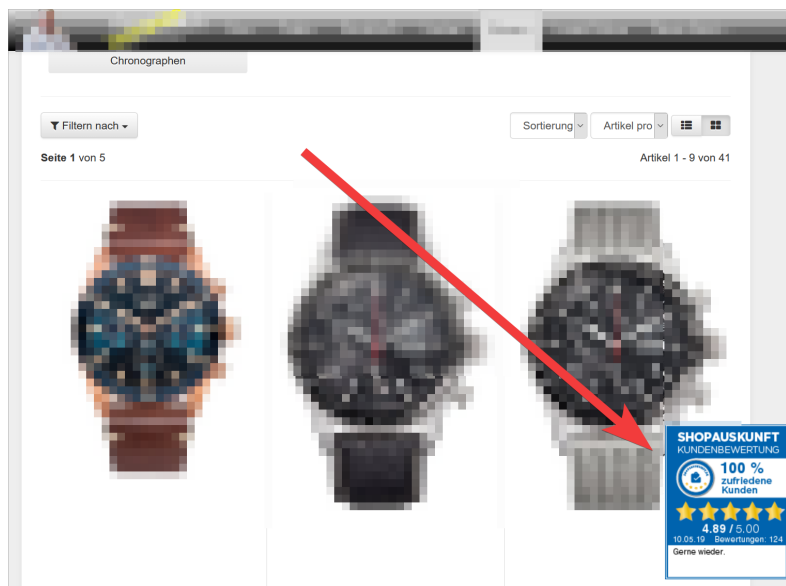 Chronographen
Filtern nach
Sortierung
Artikel pro
Seite 1 von 5
Artikel 1 - 9 von 41
SHOPAUSKUNFT
KUNDENBEWERTUNG
100 %
zufriedene
Kunden
4.89 / 5.00
10.05.19 Bewertungen: 124
Gerne wieder.